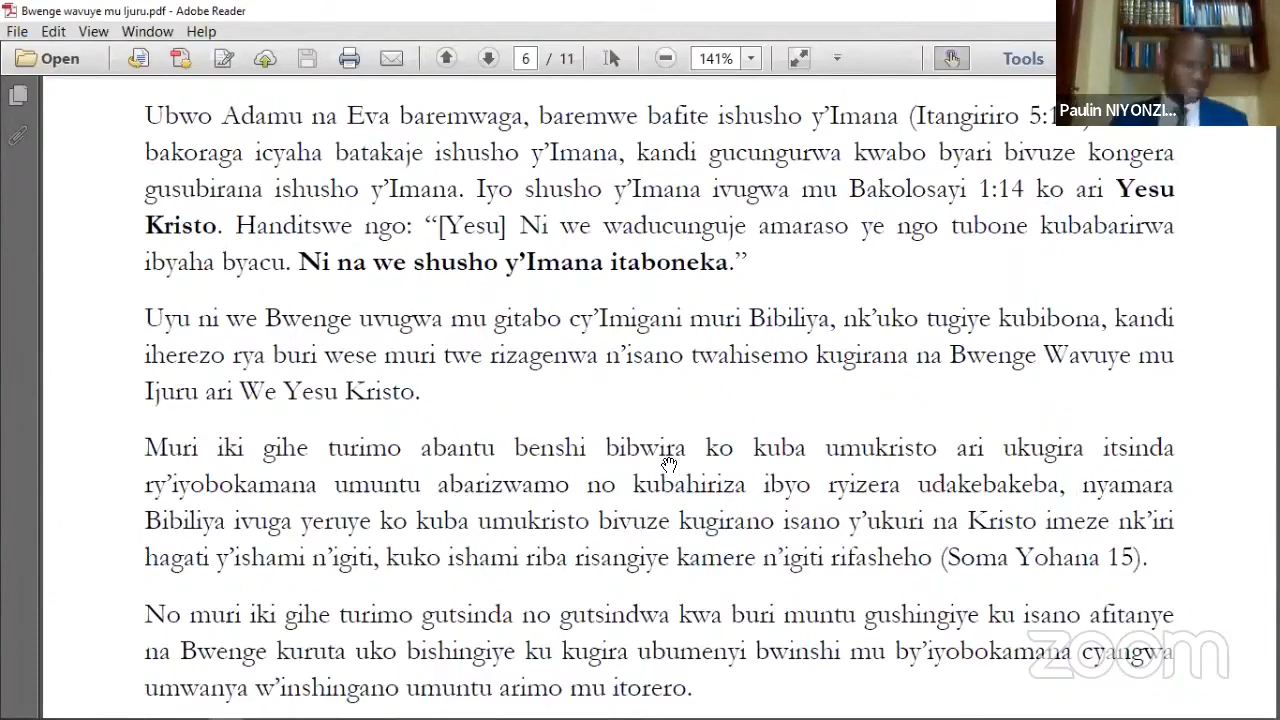 Bwenge wavuye mu Ijuru.pdf - Adobe Reader
File Edit View Window Help
Open 6 / 11 141% Tools
Paulin NIYONZI...
Ubwo Adamu na Eva baremwaga, baremwe bafite ishusho y’Imana (Itangiriro 5:1
bakoraga icyaha batakaje ishusho y’Imana, kandi gucungurwa kwabo byari bivuze kongera
gusubirana ishusho y’Imana. Iyo shusho y’Imana ivugwa mu Bakolosayi 1:14 ko ari Yesu
Kristo. Handitswe ngo: “[Yesu] Ni we waducunguje amaraso ye ngo tubone kubabarirwa
ibyaha byacu. Ni na we shusho y’Imana itaboneka.”
Uyu ni we Bwenge uvugwa mu gitabo cy’Imigani muri Bibiliya, nk’uko tugiye kubibona, kandi
iherezo rya buri wese muri twe rizagenwa n’isano twahisemo kugirana na Bwenge Wavuye mu
Ijuru ari We Yesu Kristo.
Muri iki gihe turimo abantu benshi bibwira ko kuba umukristo ari ukugira itsinda
ry’iyobokamana umuntu abarizwamo no kubahiriza ibyo ryizera udakebakeba, nyamara
Bibiliya ivuga yeruye ko kuba umukristo bivuze kugirano isano y’ukuri na Kristo imeze nk’iri
hagati y’ishami n’igiti, kuko ishami riba risangiye kamere n’igiti rifasheho (Soma Yohana 15).
No muri iki gihe turimo gutsinda no gutsindwa kwa buri muntu gushingiye ku isano afitanye
na Bwenge kuruta uko bishingiye ku kugira ubumenyi bwinshi mu by’iyobokamana cyangwa
umwanya w’inshingano umuntu arimo mu itorero.
zoom